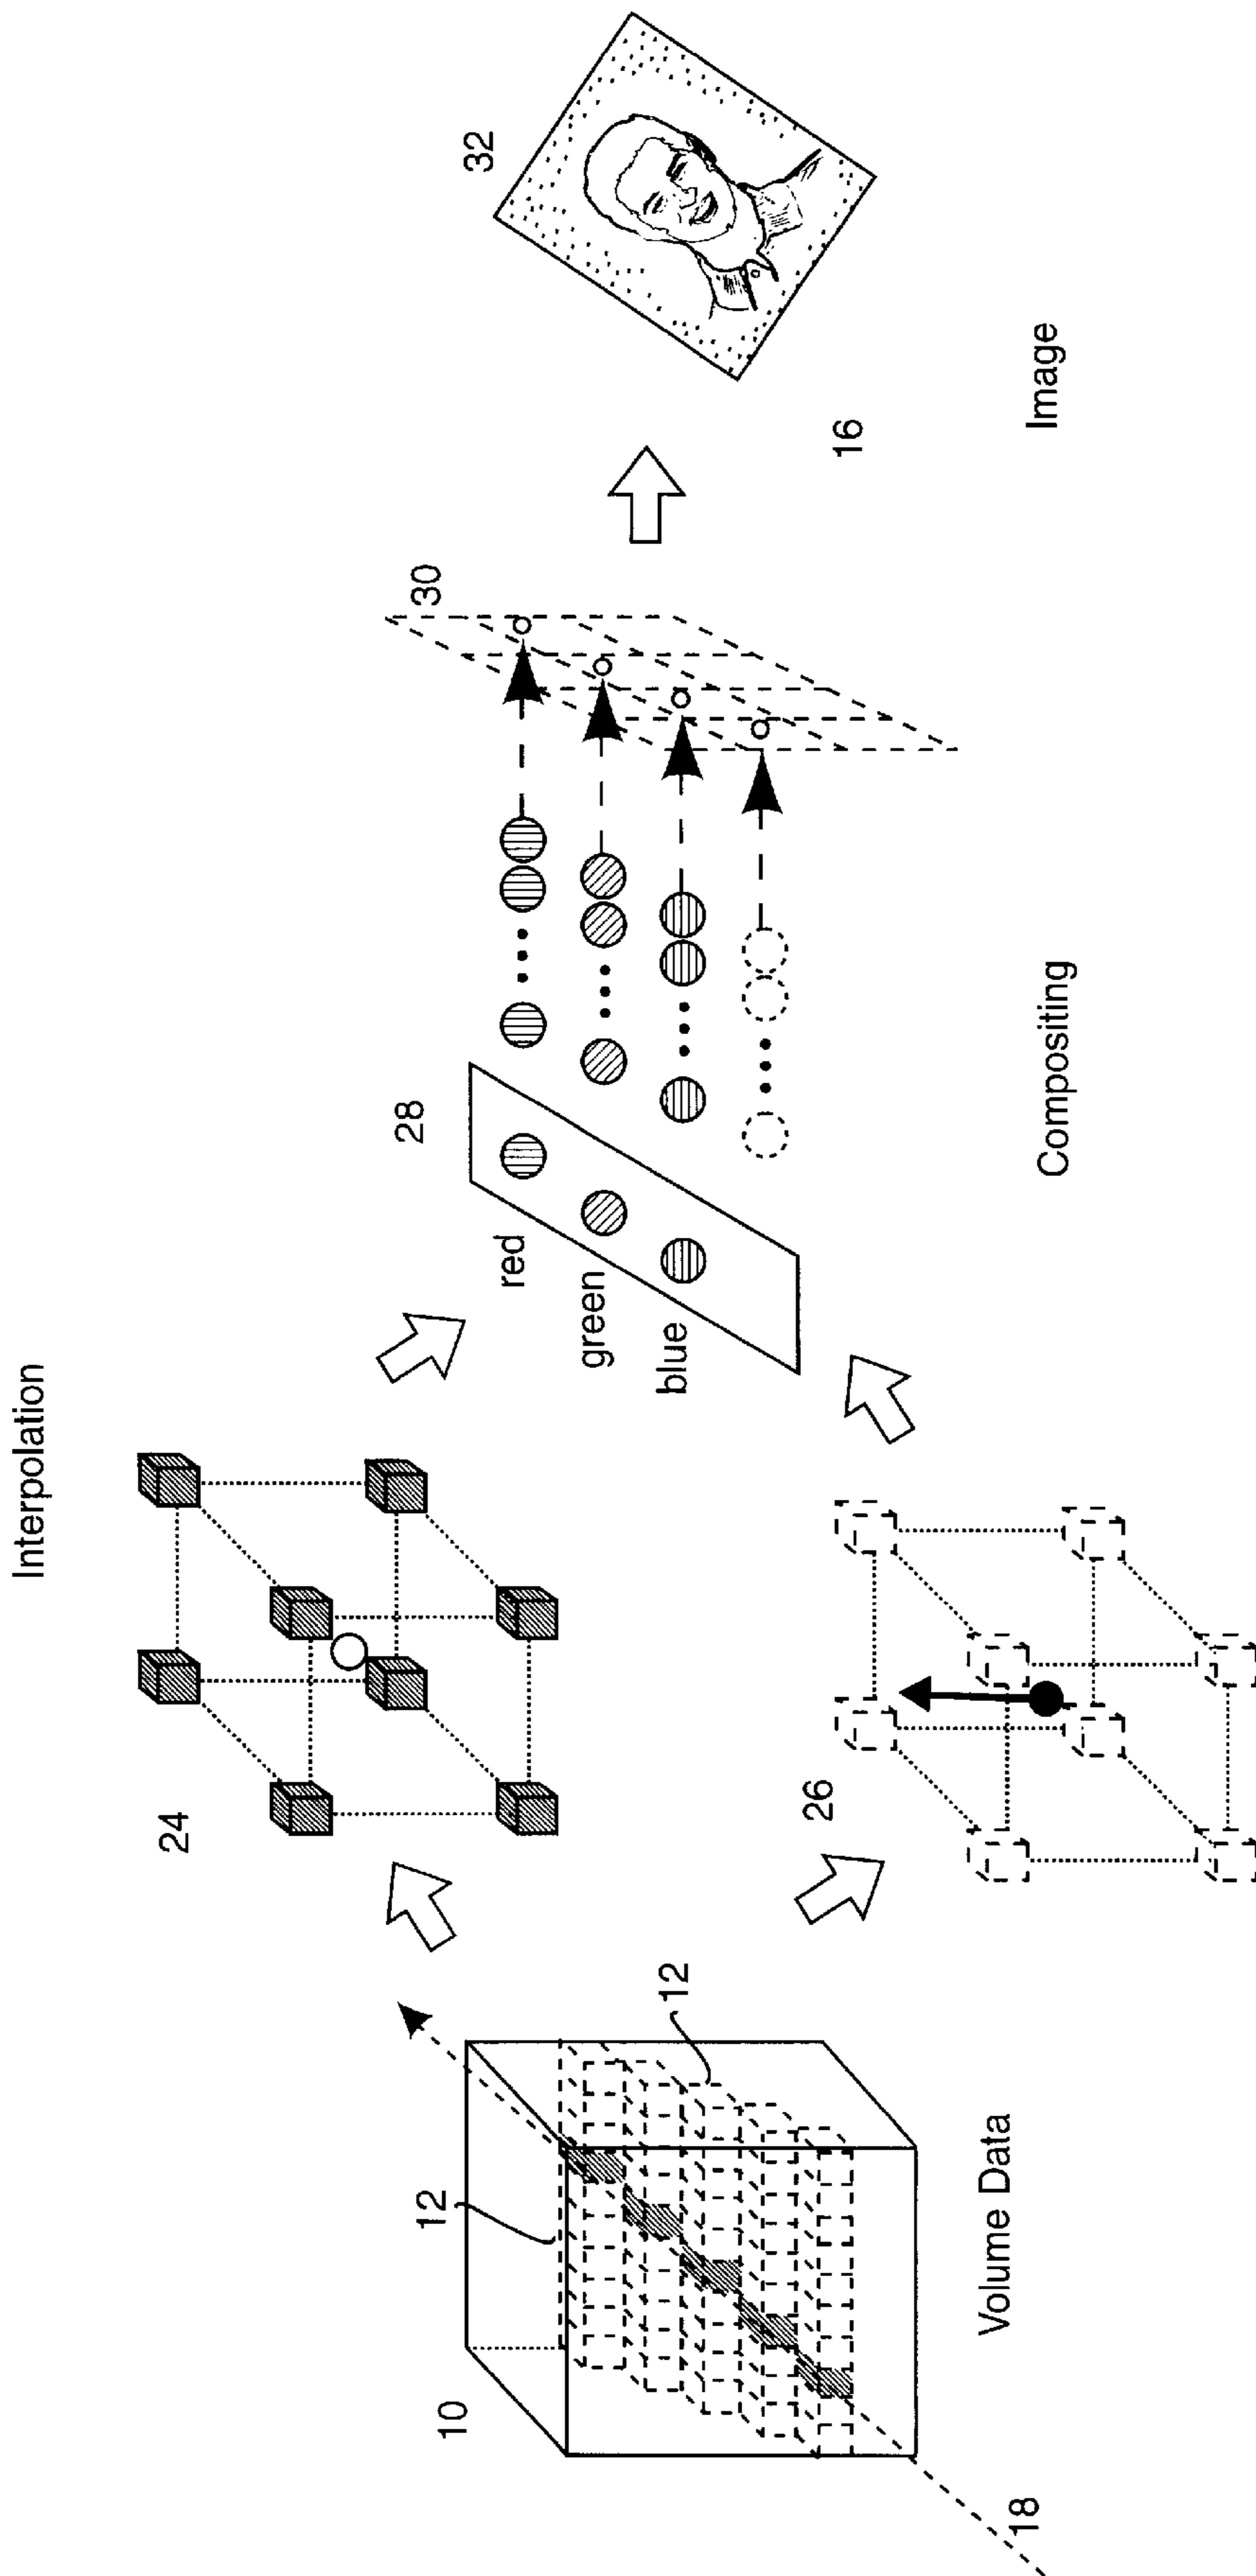 Interpolation
24
32
30
28
10
12
12
red
green
blue
26
16
18
Volume Data
Compositing
Image